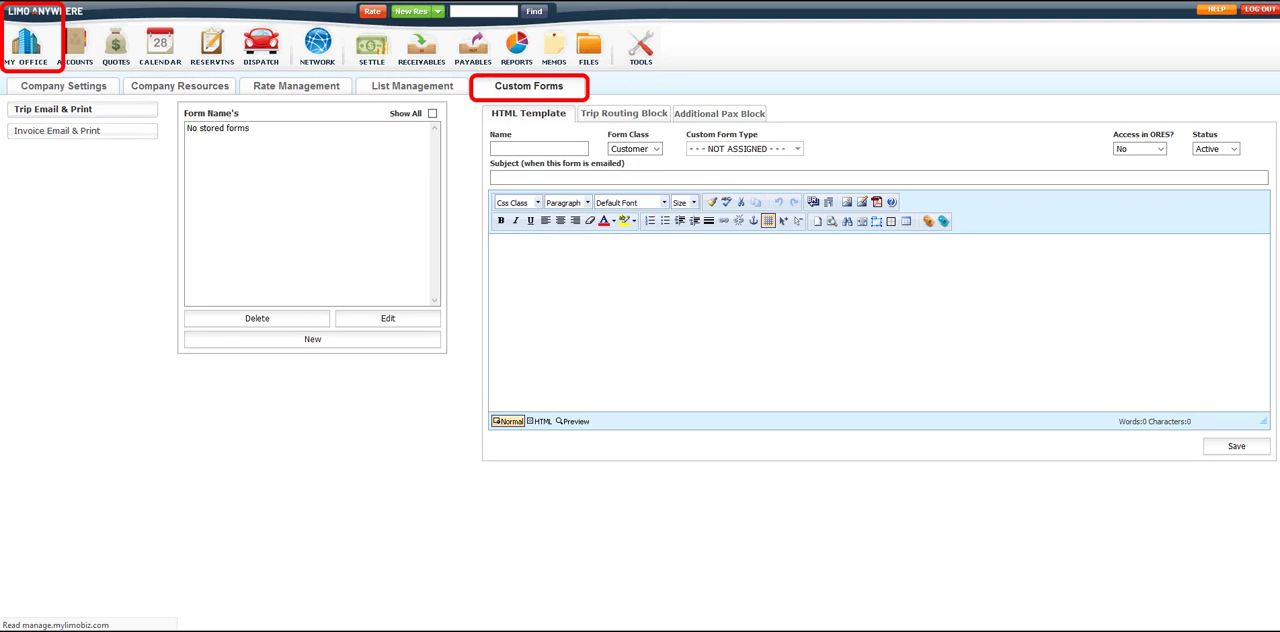 LIMO ANYWHERE
Rate New Res Find HELP LOG OUT
28
MY OFFICE ACCOUNTS QUOTES CALENDAR RESERVTNS DISPATCH NETWORK SETTLE RECEIVABLES PAYABLES REPORTS MEMOS FILES TOOLS
Company Settings Company Resources Rate Management List Management Custom Forms
Trip Email & Print
Invoice Email & Print
Form Name's Show All
No stored forms
Delete Edit
New
HTML Template Trip Routing Block Additional Pax Block
Name Form Class Custom Form Type Access in ORES? Status
Customer - - - NOT ASSIGNED - - - No Active
Subject (when this form is emailed)
Css Class Paragraph Default Font Size
B I U A
Normal HTML Preview Words:0 Characters:0
Save
Read manage.mylimobiz.com